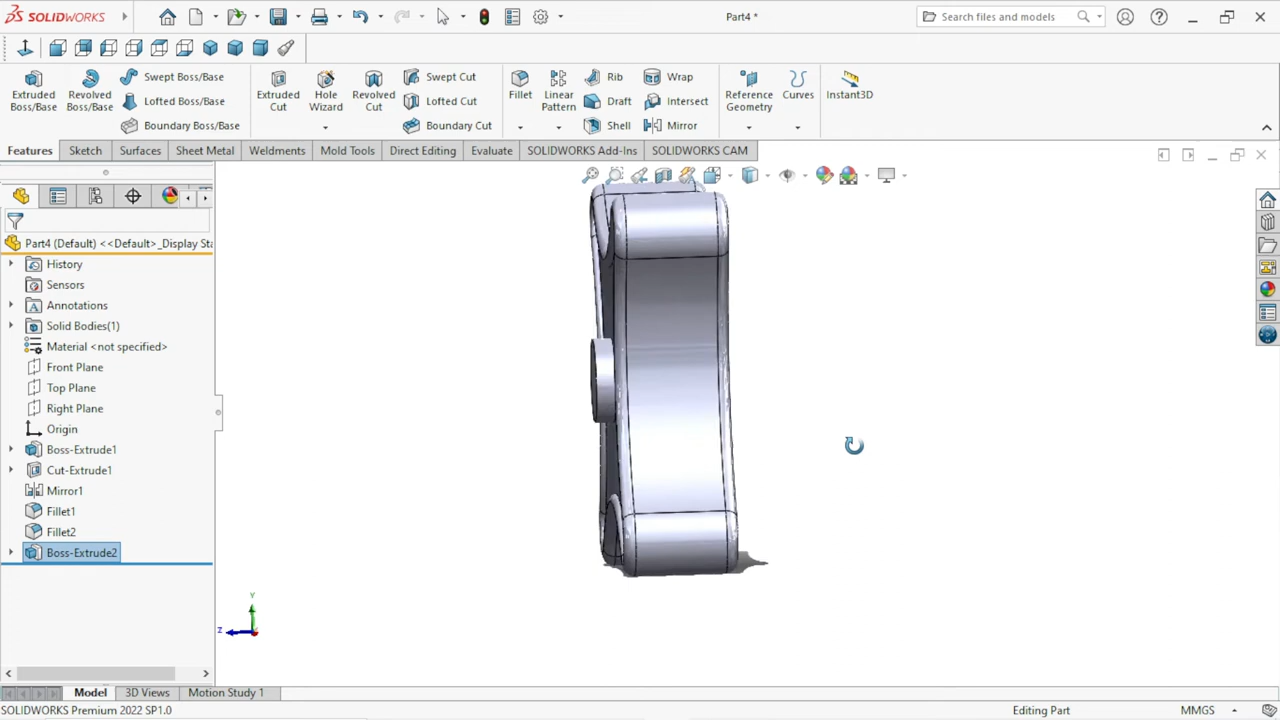 SOLIDWORKS
Part4 *
Search files and models
Extruded Boss/Base
Revolved Boss/Base
Swept Boss/Base
Lofted Boss/Base
Boundary Boss/Base
Extruded Cut
Hole Wizard
Revolved Cut
Swept Cut
Lofted Cut
Boundary Cut
Fillet
Linear Pattern
Rib
Draft
Shell
Wrap
Intersect
Mirror
Reference Geometry
Curves
Instant3D
Features Sketch Surfaces Sheet Metal Weldments Mold Tools Direct Editing Evaluate SOLIDWORKS Add-Ins SOLIDWORKS CAM
Part4 (Default) <<Default>_Display Sta
History
Sensors
Annotations
Solid Bodies(1)
Material <not specified>
Front Plane
Top Plane
Right Plane
Origin
Boss-Extrude1
Cut-Extrude1
Mirror1
Fillet1
Fillet2
Boss-Extrude2
Y
Z
Model 3D Views Motion Study 1
SOLIDWORKS Premium 2022 SP1.0
Editing Part
MMGS